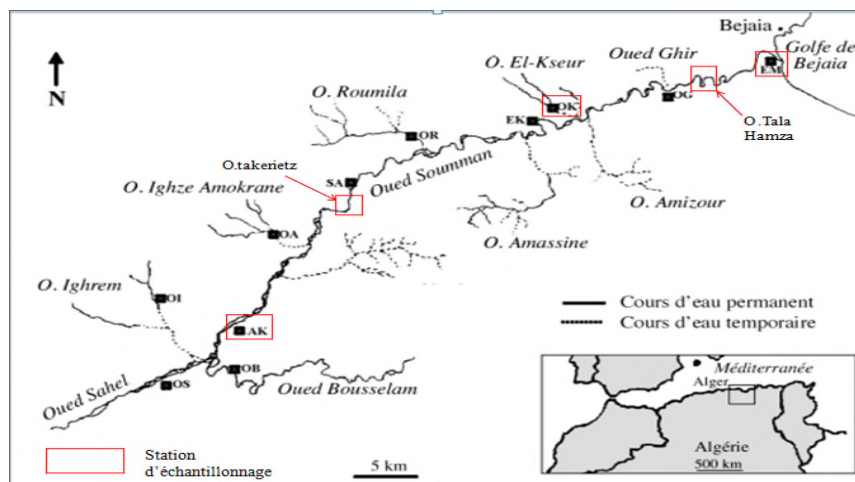 Bejaia
Golfe de
Bejaia
EM
Oued Ghir
O. El-Kseur
OK
OG
EK
O.Tala
Hamza
O. Roumila
OR
N
O.takerietz
SA
Oued Soumman
O. Amizour
O. Ighze Amokrane
OA
O. Amassine
O. Ighrem
OI
Cours d'eau permanent
Cours d'eau temporaire
AK
OB
Oued Bousselam
Oued Sahel
OS
Méditerranée
Alger
Algérie
500 km
Station
d'échantillonnage
5 km